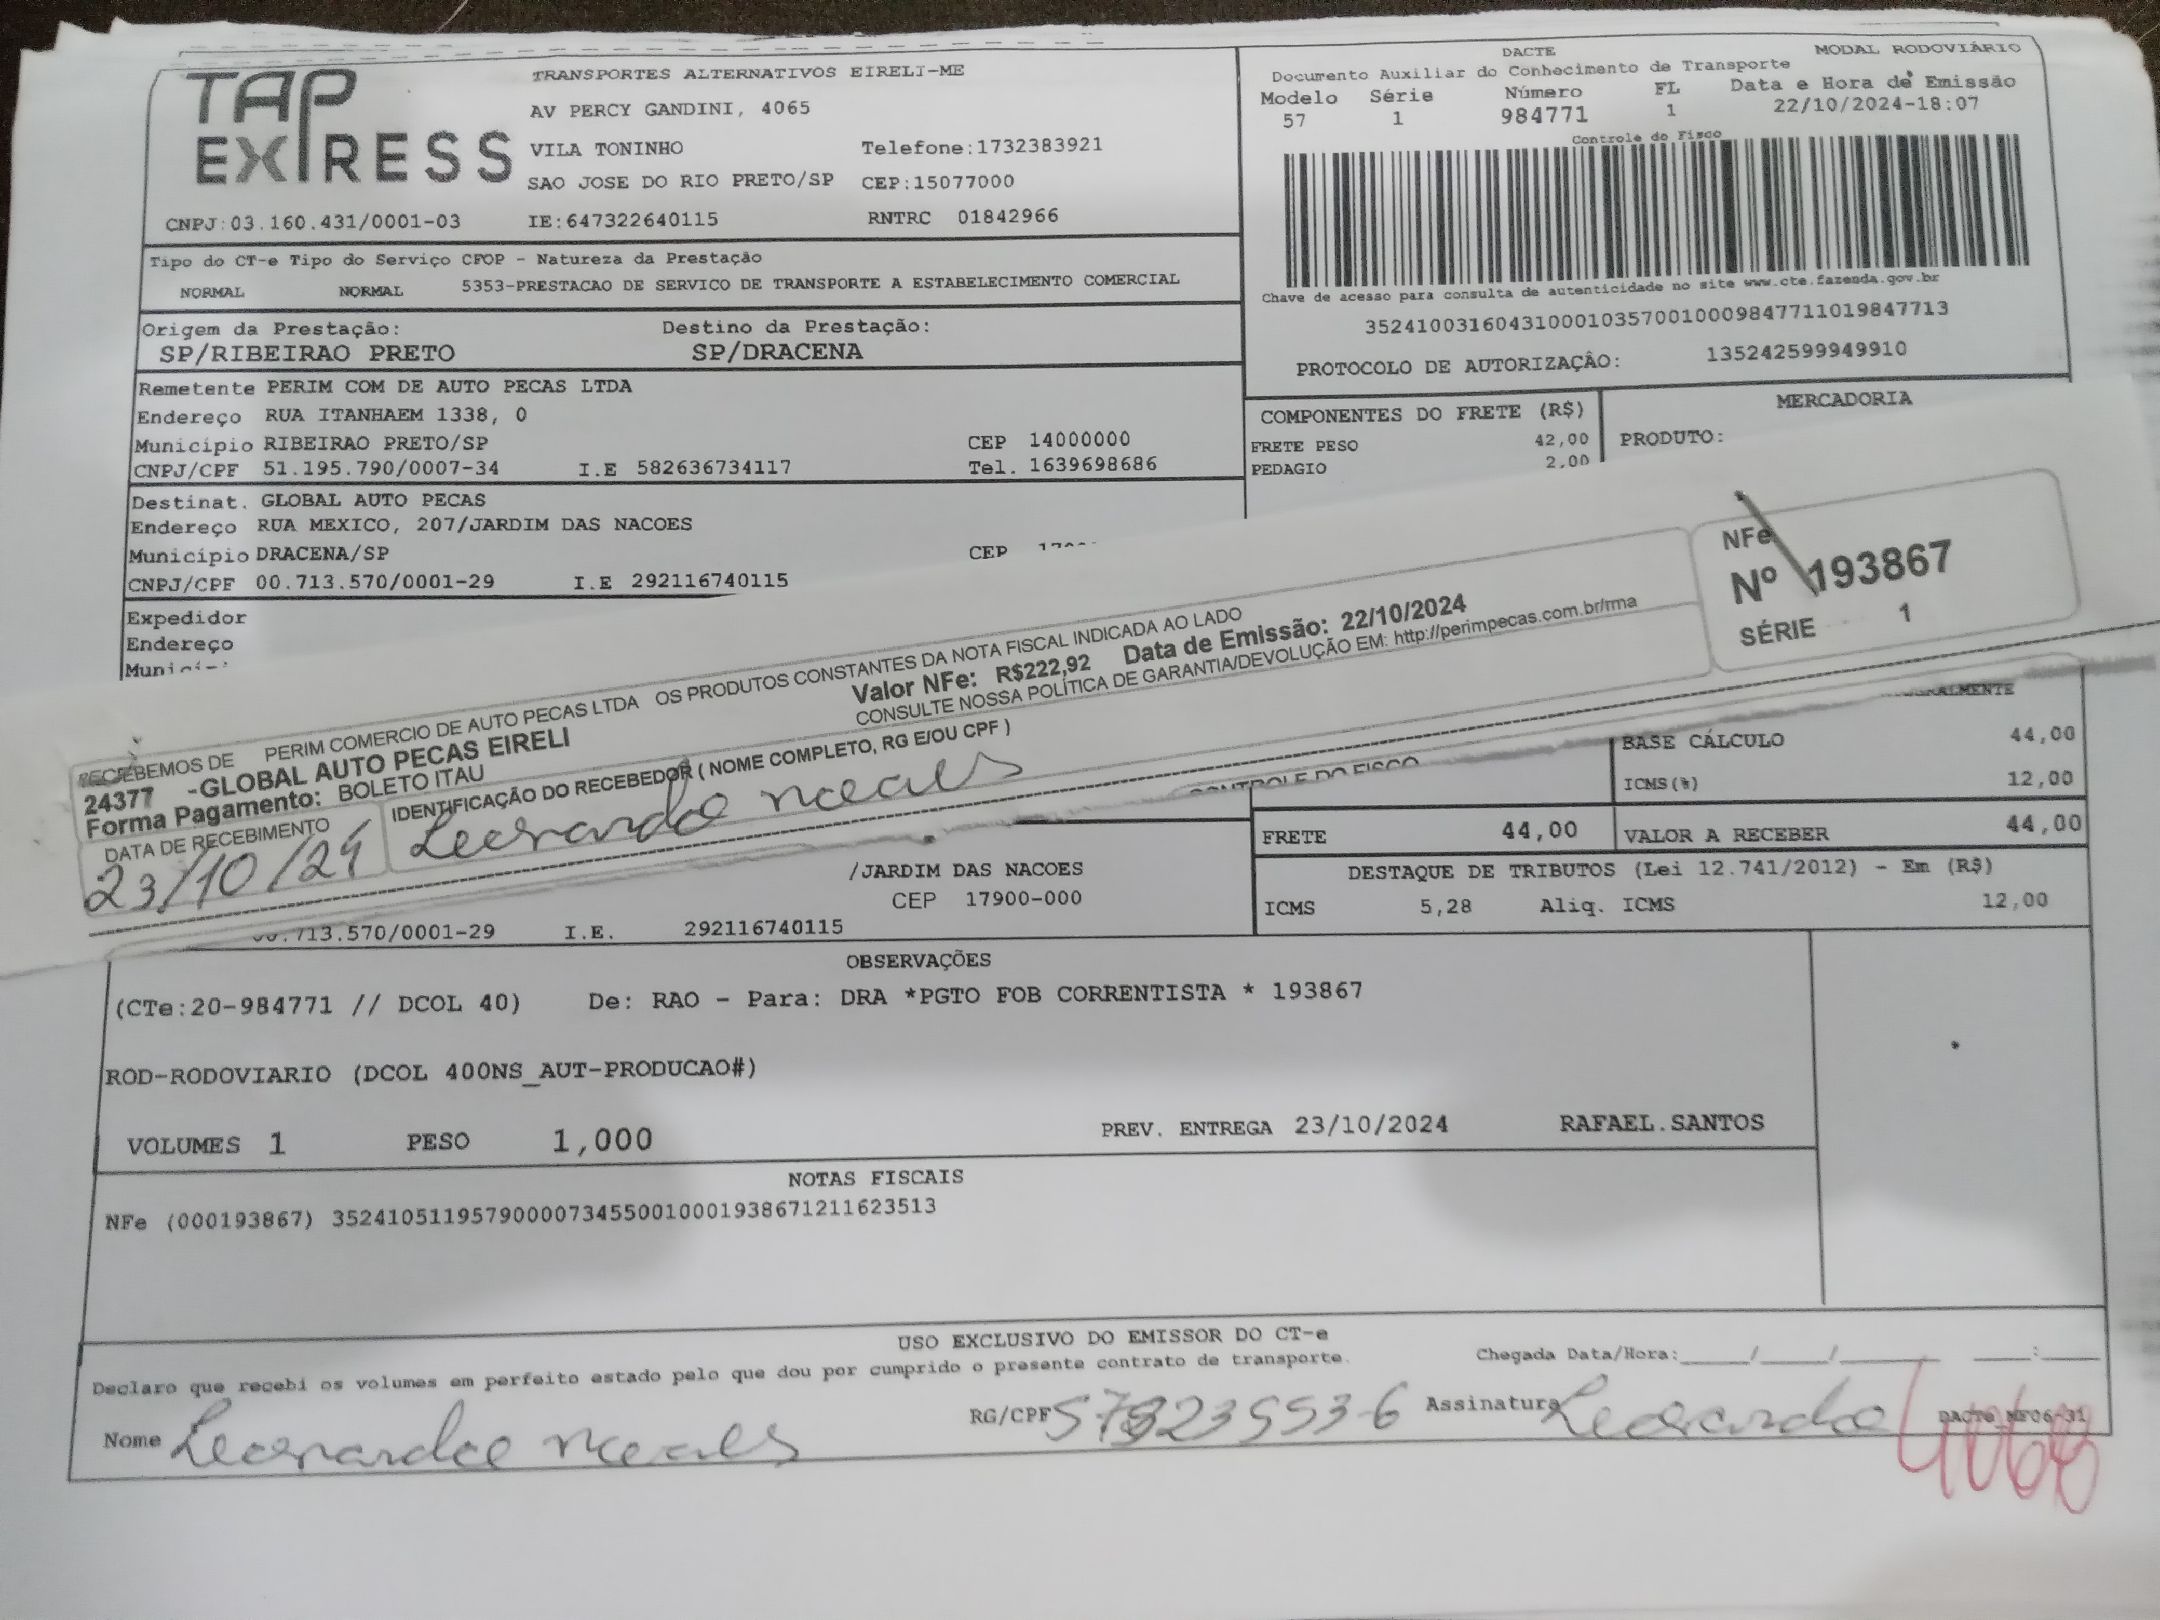 TAP EXPRESS
TRANSPORTES ALTERNATIVOS EIRELI-ME
AV PERCY GANDINI, 4065
VILA TONINHO Telefone:1732383921
SAO JOSE DO RIO PRETO/SP CEP:15077000
CNPJ:03.160.431/0001-03 IE:647322640115 RNTRC 01842966
DACTE MODAL RODOVIÁRIO
Documento Auxiliar do Conhecimento de Transporte
Modelo Série Número FL Data e Hora de Emissão
57 1 984771 1 22/10/2024-18:07
Controle do Fisco
Chave de acesso para consulta de autenticidade no site www.cte.fazenda.gov.br
35241003160431000103570010009847711019847713
PROTOCOLO DE AUTORIZAÇÂO: 135242599949910
Tipo do CT-e Tipo do Serviço CFOP - Natureza da Prestação
NORMAL NORMAL 5353-PRESTACAO DE SERVICO DE TRANSPORTE A ESTABELECIMENTO COMERCIAL
Origem da Prestação: Destino da Prestação:
SP/RIBEIRAO PRETO SP/DRACENA
Remetente PERIM COM DE AUTO PECAS LTDA
Endereço RUA ITANHAEM 1338, 0
Município RIBEIRAO PRETO/SP CEP 14000000
CNPJ/CPF 51.195.790/0007-34 I.E 582636734117 Tel. 1639698686
COMPONENTES DO FRETE (R$) MERCADORIA
FRETE PESO 42,00 PRODUTO:
PEDAGIO 2,00
Destinat. GLOBAL AUTO PECAS
Endereço RUA MEXICO, 207/JARDIM DAS NACOES
Município DRACENA/SP CEP
CNPJ/CPF 00.713.570/0001-29 I.E 292116740115
Expedidor
Endereço
RECEBEMOS DE PERIM COMERCIO DE AUTO PECAS LTDA OS PRODUTOS CONSTANTES DA NOTA FISCAL INDICADA AO LADO
24377 -GLOBAL AUTO PECAS EIRELI Valor NFe: R$222,92 Data de Emissão: 22/10/2024
Forma Pagamento: BOLETO ITAU CONSULTE NOSSA POLÍTICA DE GARANTIA/DEVOLUÇÃO EM: http://perimpecas.com.br/rma
DATA DE RECEBIMENTO IDENTIFICAÇÃO DO RECEBEDOR ( NOME COMPLETO, RG E/OU CPF )
23/10/24
NFe
Nº 193867
SÉRIE 1
CONTROLE DO FISCO
BASE CÁLCULO 44,00
ICMS(%) 12,00
FRETE 44,00 VALOR A RECEBER 44,00
DESTAQUE DE TRIBUTOS (Lei 12.741/2012) - Em (R$)
ICMS 5,28 Aliq. ICMS 12,00
/JARDIM DAS NACOES
CEP 17900-000
00.713.570/0001-29 I.E. 292116740115
OBSERVAÇÕES
(CTe:20-984771 // DCOL 40) De: RAO - Para: DRA *PGTO FOB CORRENTISTA * 193867
ROD-RODOVIARIO (DCOL 400NS_AUT-PRODUCAO#)
VOLUMES 1 PESO 1,000 PREV. ENTREGA 23/10/2024 RAFAEL.SANTOS
NOTAS FISCAIS
NFe (000193867) 35241051195790000734550010001938671211623513
USO EXCLUSIVO DO EMISSOR DO CT-e
Declaro que recebi os volumes em perfeito estado pelo que dou por cumprido o presente contrato de transporte. Chegada Data/Hora:____/____/____ ___:___
Nome RG/CPF Assinatura